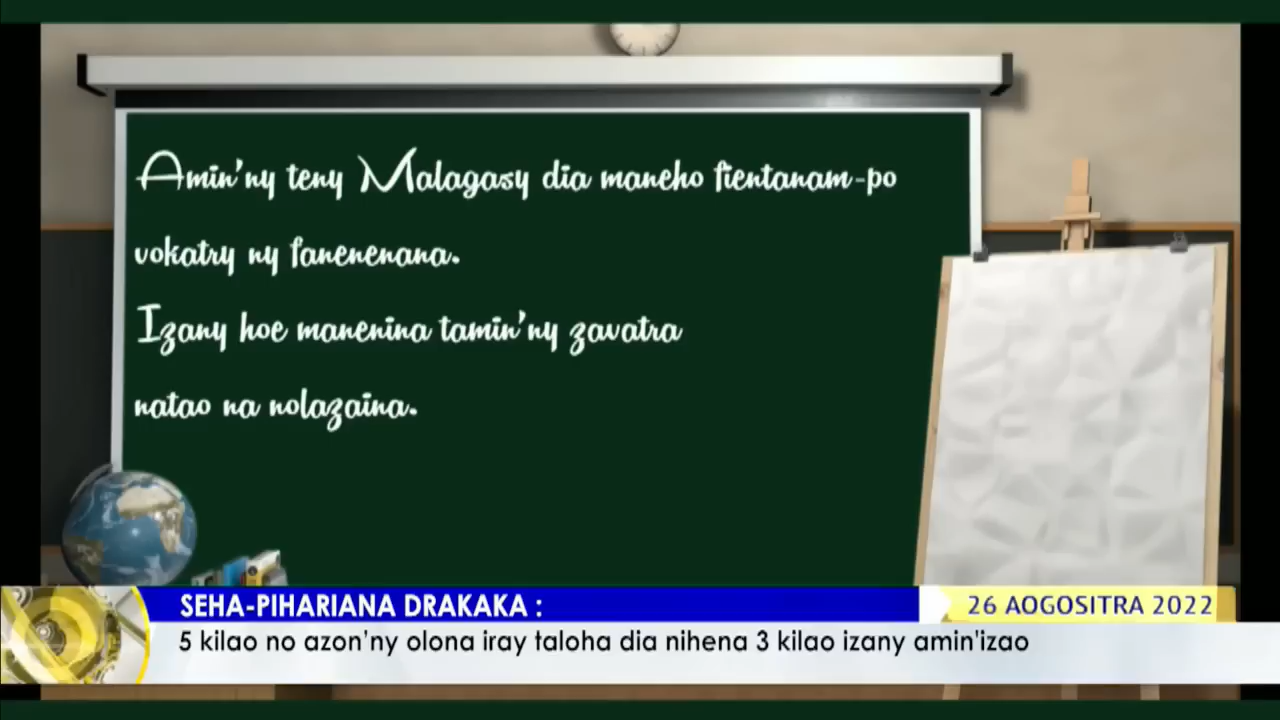 Amin'ny teny Malagasy dia maneho fientanam-po
vokatry ny fanenenana.
Izany hoe manenina tamin'ny zavatra
natao na nolazaina.
SEHA-PIHARIANA DRAKAKA :
26 AOGOSITRA 2022
5 kilao no azon'ny olona iray taloha dia nihena 3 kilao izany amin'izao